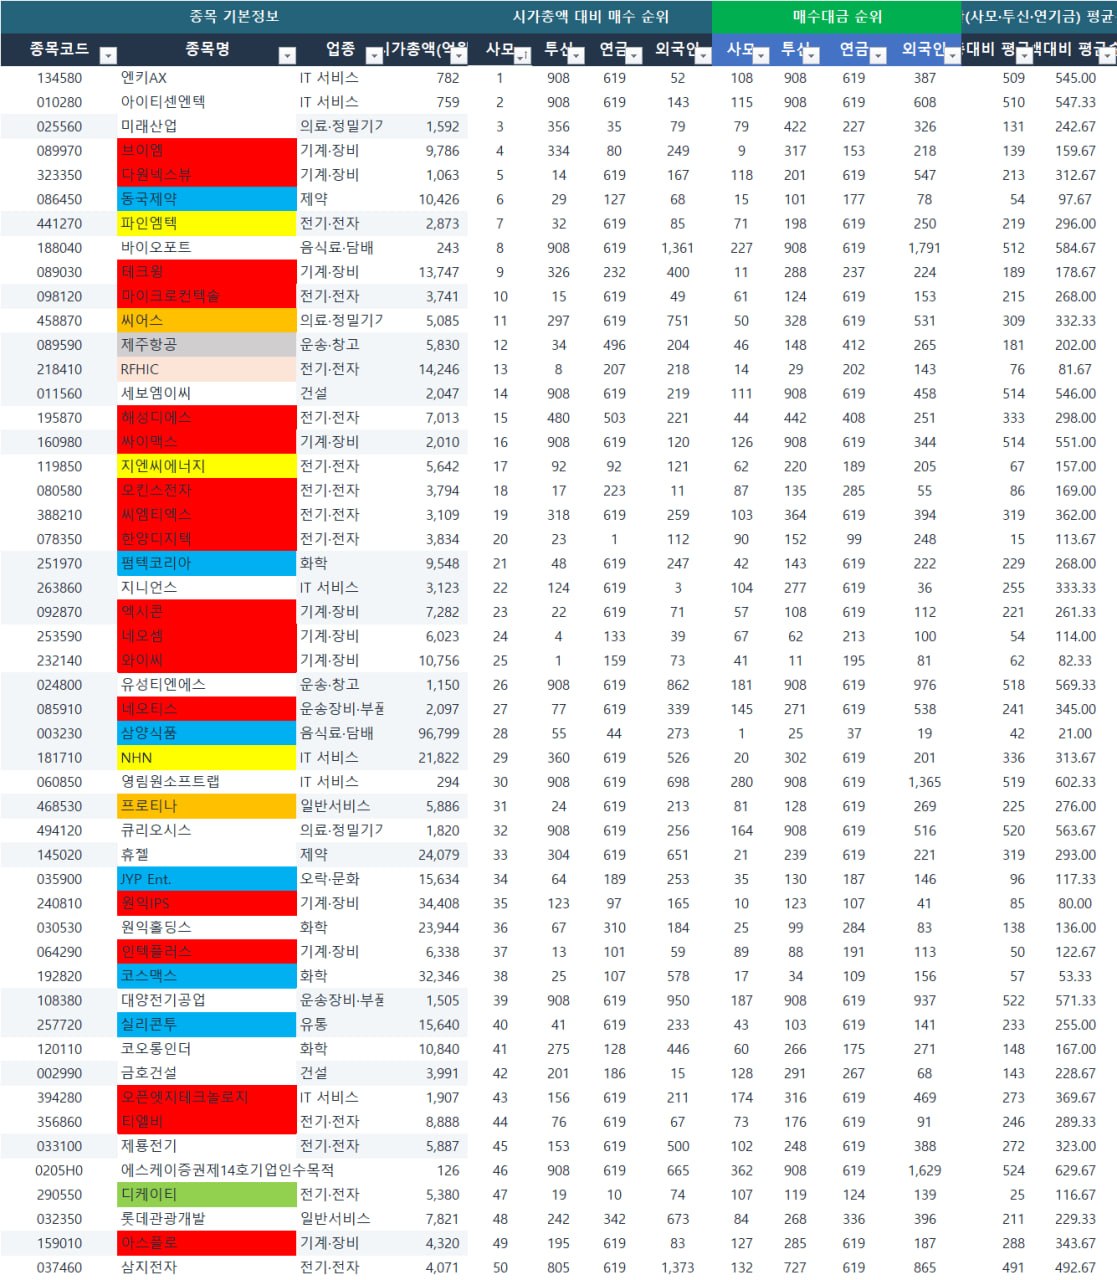 종목 기본정보 시가총액 대비 매수 순위 매수대금 순위 (사모·투신·연기금) 평균
종목코드 종목명 업종 시가총액(억원 사모 투신 연금 외국인 사모 투신 연금 외국인 대비 평균 대비 평균
134580 엔키AX IT 서비스 782 1 908 619 52 108 908 619 387 509 545.00
010280 아이티센엔텍 IT 서비스 759 2 908 619 143 115 908 619 608 510 547.33
025560 미래산업 의료·정밀기기 1,592 3 356 35 79 79 422 227 326 131 242.67
089970 브이엠 기계·장비 9,786 4 334 80 249 9 317 153 218 139 159.67
323350 다원넥스뷰 기계·장비 1,063 5 14 619 167 118 201 619 547 213 312.67
086450 동국제약 제약 10,426 6 29 127 68 15 101 177 78 54 97.67
441270 파인엠텍 전기·전자 2,873 7 32 619 85 71 198 619 250 219 296.00
188040 바이오포트 음식료·담배 243 8 908 619 1,361 227 908 619 1,791 512 584.67
089030 테크윙 기계·장비 13,747 9 326 232 400 11 288 237 224 189 178.67
098120 마이크로컨텍솔 전기·전자 3,741 10 15 619 49 61 124 619 153 215 268.00
458870 씨어스 의료·정밀기기 5,085 11 297 619 751 50 328 619 531 309 332.33
089590 제주항공 운송·창고 5,830 12 34 496 204 46 148 412 265 181 202.00
218410 RFHIC 전기·전자 14,246 13 8 207 218 14 29 202 143 76 81.67
011560 세보엠이씨 건설 2,047 14 908 619 219 111 908 619 458 514 546.00
195870 해성디에스 전기·전자 7,013 15 480 503 221 44 442 408 251 333 298.00
160980 싸이맥스 기계·장비 2,010 16 908 619 120 126 908 619 344 514 551.00
119850 지엔씨에너지 전기·전자 5,642 17 92 92 121 62 220 189 205 67 157.00
080580 오킨스전자 전기·전자 3,794 18 17 223 11 87 135 285 55 86 169.00
388210 씨엠티엑스 전기·전자 3,109 19 318 619 259 103 364 619 394 319 362.00
078350 한양디지텍 전기·전자 3,834 20 23 1 112 90 152 99 248 15 113.67
251970 펌텍코리아 화학 9,548 21 48 619 247 42 143 619 222 229 268.00
263860 지니언스 IT 서비스 3,123 22 124 619 3 104 277 619 36 255 333.33
092870 엑시콘 기계·장비 7,282 23 22 619 71 57 108 619 112 221 261.33
253590 네오셈 기계·장비 6,023 24 4 133 39 67 62 213 100 54 114.00
232140 와이씨 기계·장비 10,756 25 1 159 73 41 11 195 81 62 82.33
024800 유성티엔에스 운송·창고 1,150 26 908 619 862 181 908 619 976 518 569.33
085910 네오티스 운송장비·부품 2,097 27 77 619 339 145 271 619 538 241 345.00
003230 삼양식품 음식료·담배 96,799 28 55 44 273 1 25 37 19 42 21.00
181710 NHN IT 서비스 21,822 29 360 619 526 20 302 619 201 336 313.67
060850 영림원소프트랩 IT 서비스 294 30 908 619 698 280 908 619 1,365 519 602.33
468530 프로티나 일반서비스 5,886 31 24 619 213 81 128 619 269 225 276.00
494120 큐리오시스 의료·정밀기기 1,820 32 908 619 256 164 908 619 516 520 563.67
145020 휴젤 제약 24,079 33 304 619 651 21 239 619 221 319 293.00
035900 JYP Ent. 오락·문화 15,634 34 64 189 253 35 130 187 146 96 117.33
240810 원익IPS 기계·장비 34,408 35 123 97 165 10 123 107 41 85 80.00
030530 원익홀딩스 화학 23,944 36 67 310 184 25 99 284 83 138 136.00
064290 인텍플러스 기계·장비 6,338 37 13 101 59 89 88 191 113 50 122.67
192820 코스맥스 화학 32,346 38 25 107 578 17 34 109 156 57 53.33
108380 대양전기공업 운송장비·부품 1,505 39 908 619 950 187 908 619 937 522 571.33
257720 실리콘투 유통 15,640 40 41 619 233 43 103 619 141 233 255.00
120110 코오롱인더 화학 10,840 41 275 128 446 60 266 175 271 148 167.00
002990 금호건설 건설 3,991 42 201 186 15 128 291 267 68 143 228.67
394280 오픈엣지테크놀로지 IT 서비스 1,907 43 156 619 211 174 316 619 469 273 369.67
356860 티엘비 전기·전자 8,888 44 76 619 67 73 176 619 91 246 289.33
033100 제룡전기 전기·전자 5,887 45 153 619 500 102 248 619 388 272 323.00
0205H0 에스케이증권제14호기업인수목적 126 46 908 619 665 362 908 619 1,629 524 629.67
290550 디케이티 전기·전자 5,380 47 19 10 74 107 119 124 139 25 116.67
032350 롯데관광개발 일반서비스 7,821 48 242 342 673 84 268 336 396 211 229.33
159010 아스플로 기계·장비 4,320 49 195 619 83 127 285 619 187 288 343.67
037460 삼지전자 전기·전자 4,071 50 805 619 1,373 132 727 619 865 491 492.67